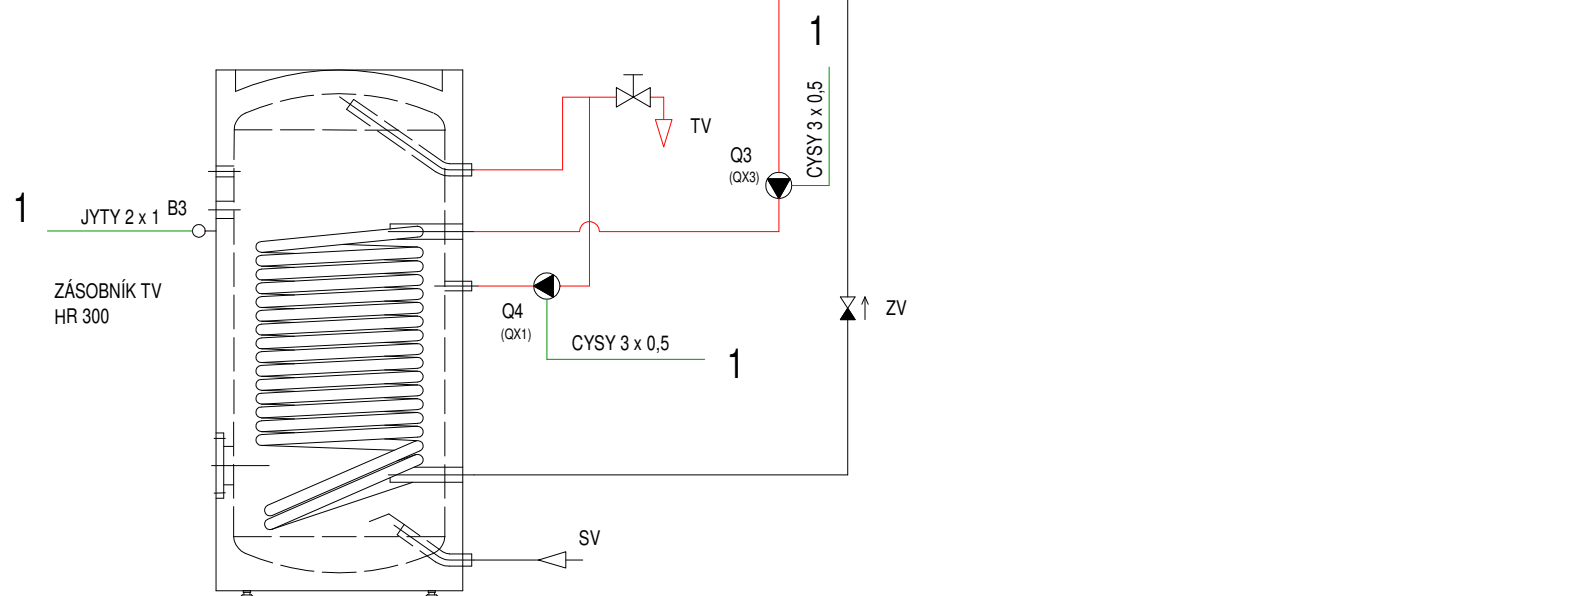 1
CYSY 3 x 0,5
TV
Q3
(QX3)
1
JYTY 2 x 1
B3
ZÁSOBNÍK TV
HR 300
Q4
(QX1)
CYSY 3 x 0,5
1
ZV
SV